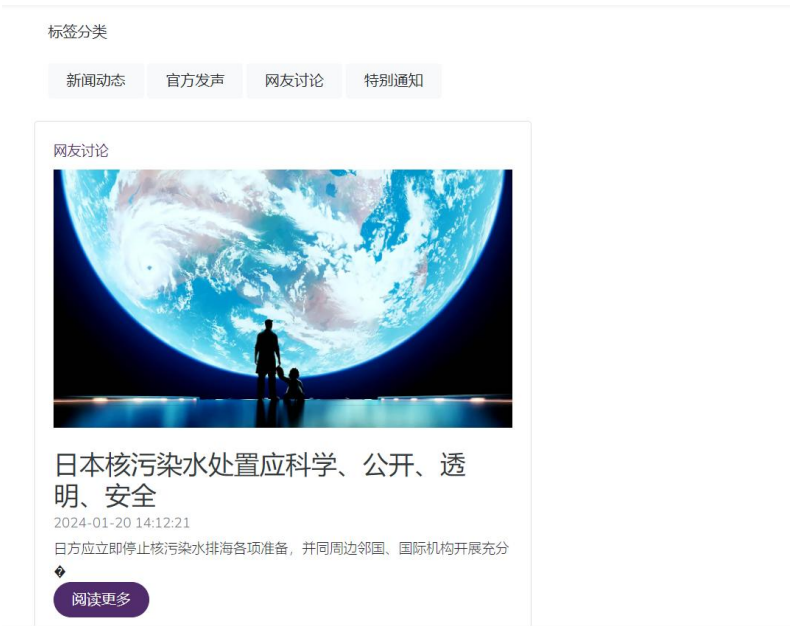 标签分类
新闻动态 官方发声 网友讨论 特别通知
网友讨论
日本核污染水处置应科学、公开、透
明、安全
2024-01-20 14:12:21
日方应立即停止核污染水排海各项准备，并同周边邻国、国际机构开展充分
�
阅读更多